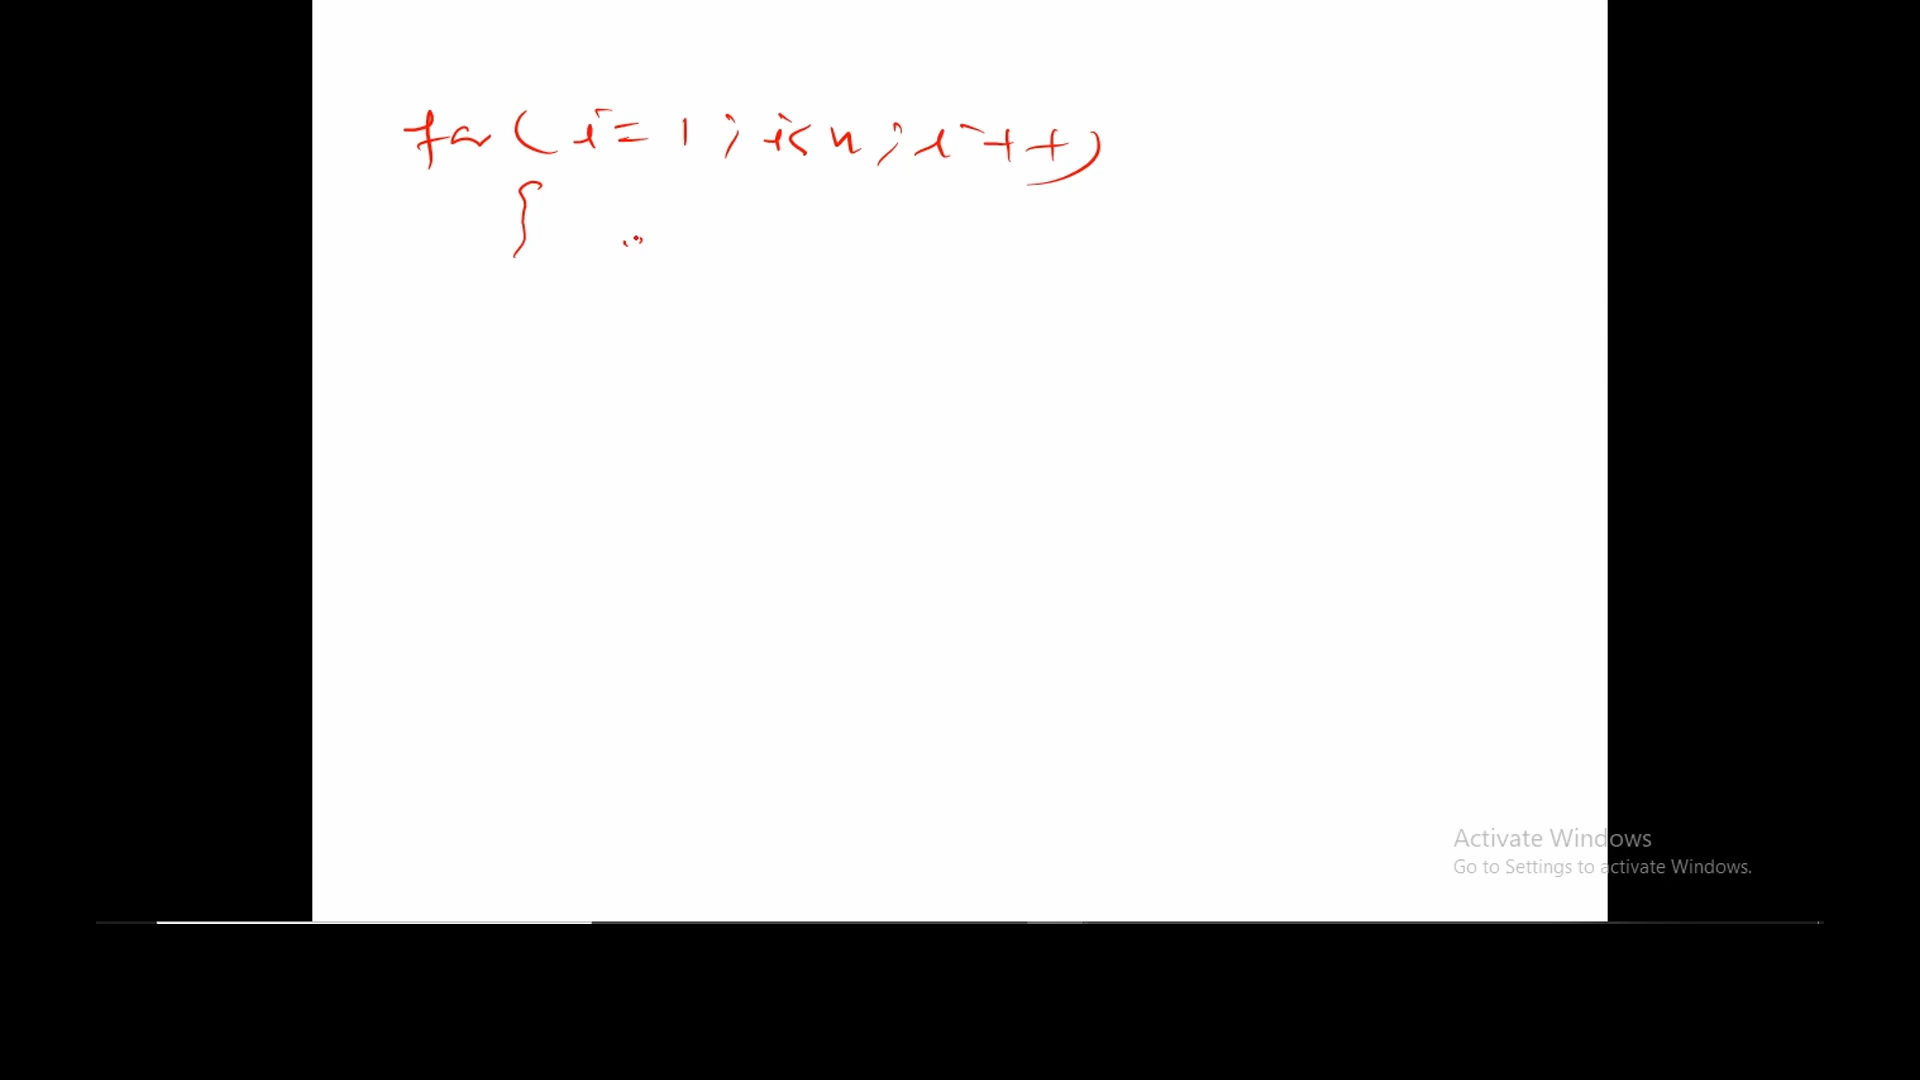 for ( i = 1 ; i < n ; i++)
{
Activate Windows
Go to Settings to activate Windows.